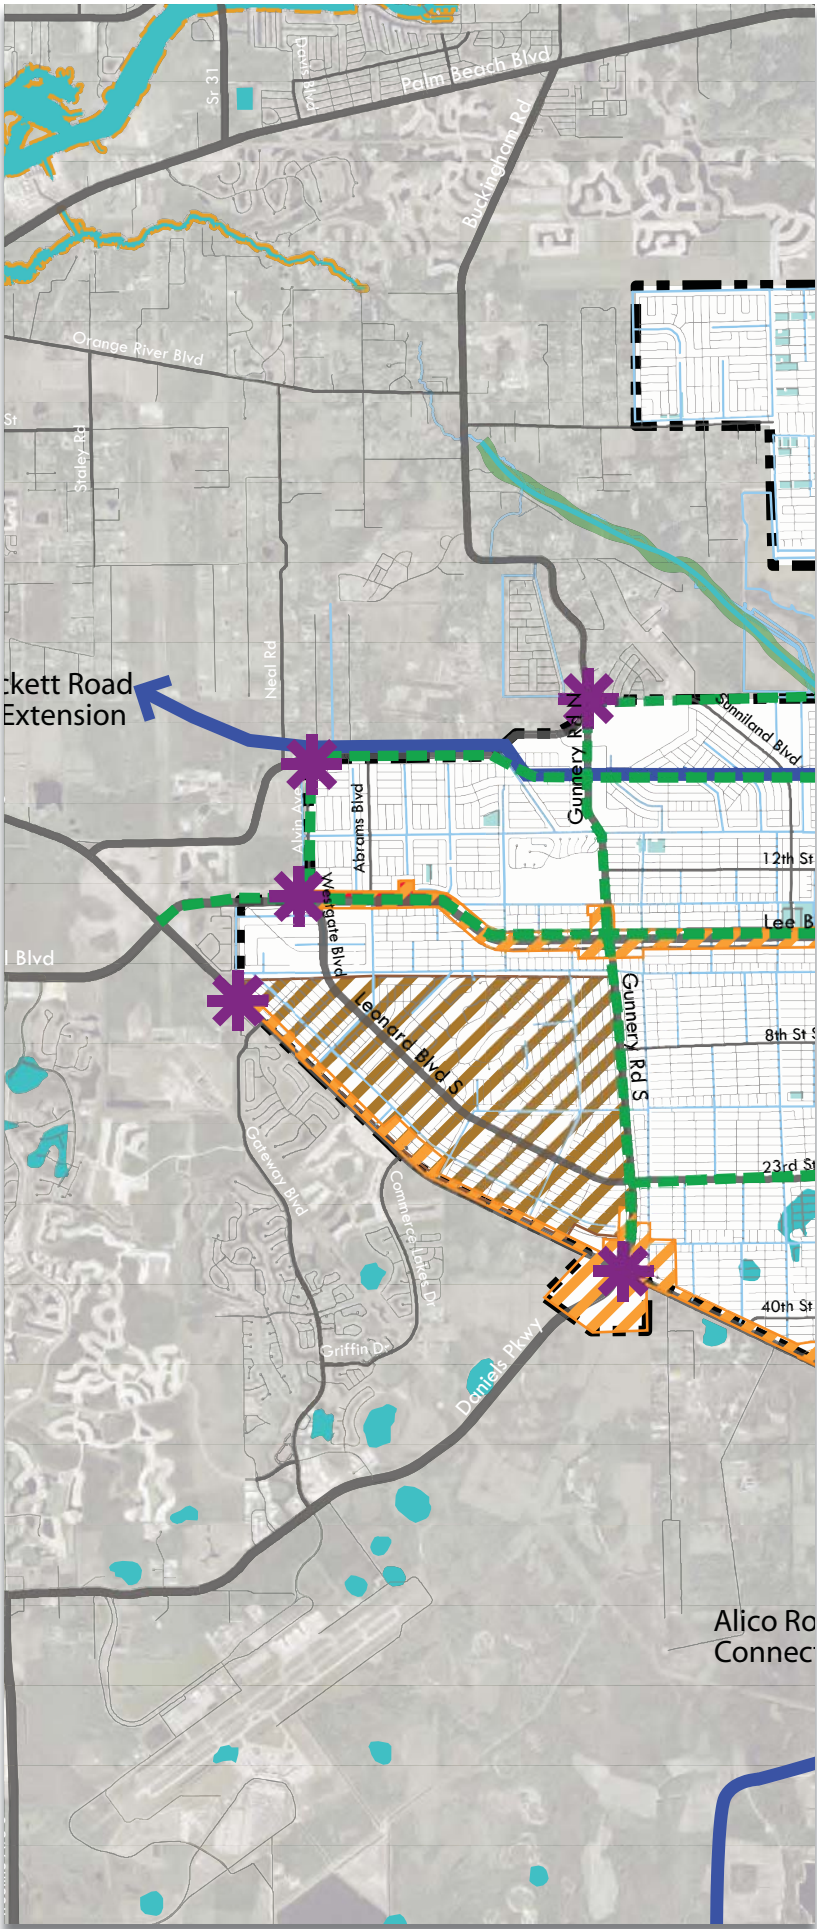 Sr 31
Davis Blvd
Palm Beach Blvd
Buckingham Rd
Orange River Blvd
St
Staley Rd
Neal Rd
ckett Road
Extension
Gunnery Rd N
Sunniland Blvd
Alvin Ave
Abrams Blvd
12th St
Westgate Blvd
Lee B
l Blvd
Leonard Blvd S
Gunnery Rd S
8th St S
Gateway Blvd
Commerce Lakes Dr
23rd St
40th St
Griffin Dr
Daniels Pkwy
Alico Ro
Connec